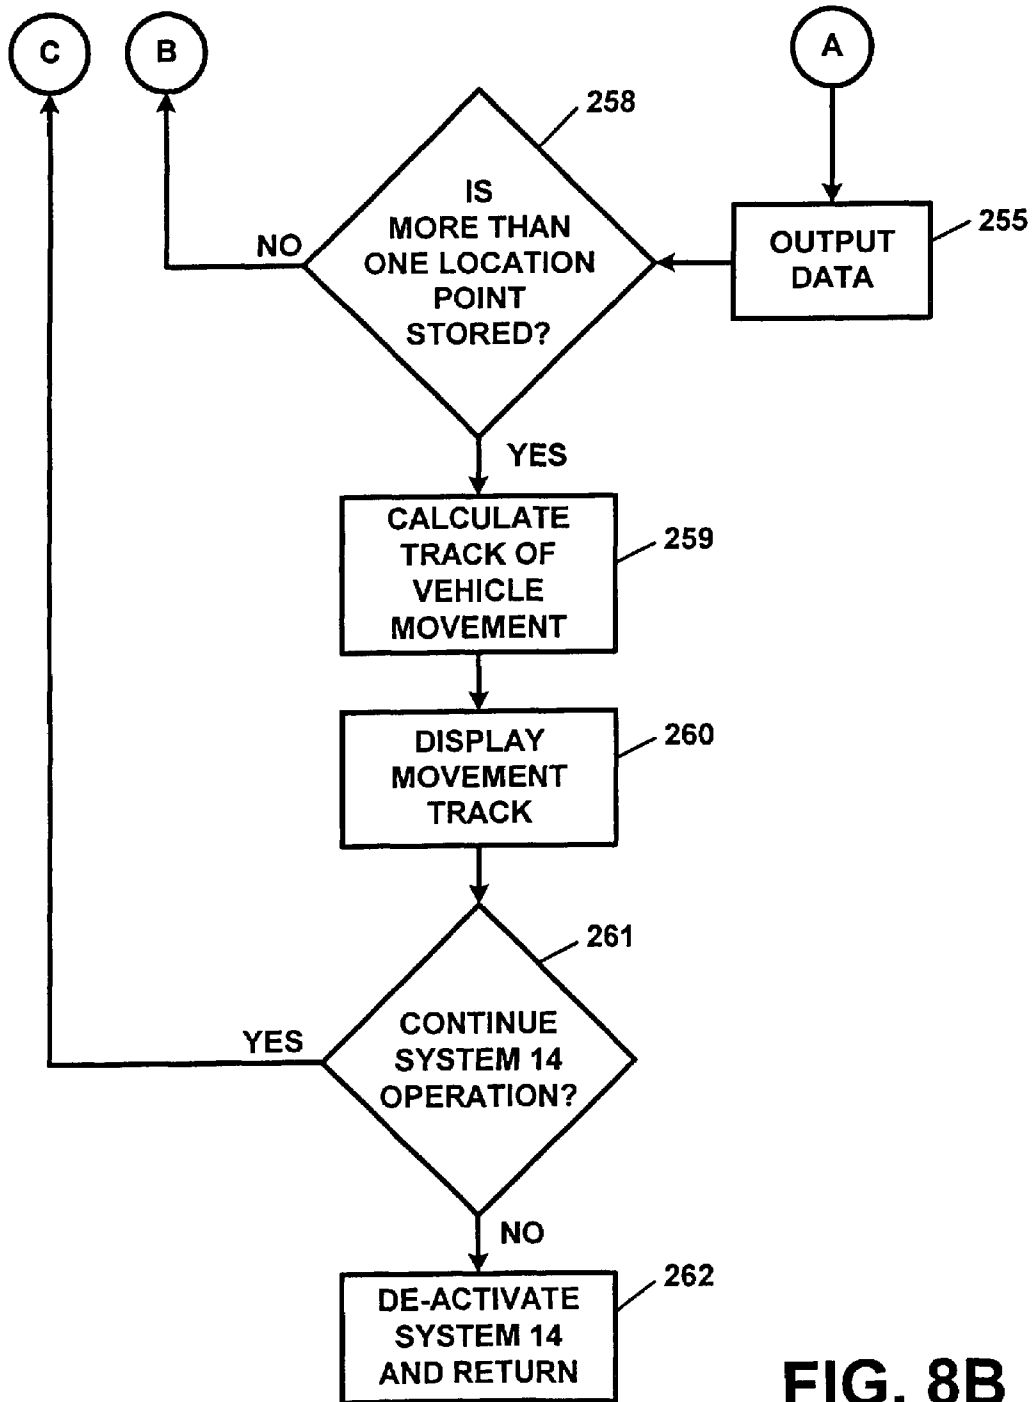 C
B
A
258
IS
MORE THAN
ONE LOCATION
POINT
STORED?
NO
OUTPUT
DATA
255
YES
CALCULATE
TRACK OF
VEHICLE
MOVEMENT
259
DISPLAY
MOVEMENT
TRACK
260
261
CONTINUE
SYSTEM 14
OPERATION?
YES
NO
DE-ACTIVATE
SYSTEM 14
AND RETURN
262
FIG. 8B